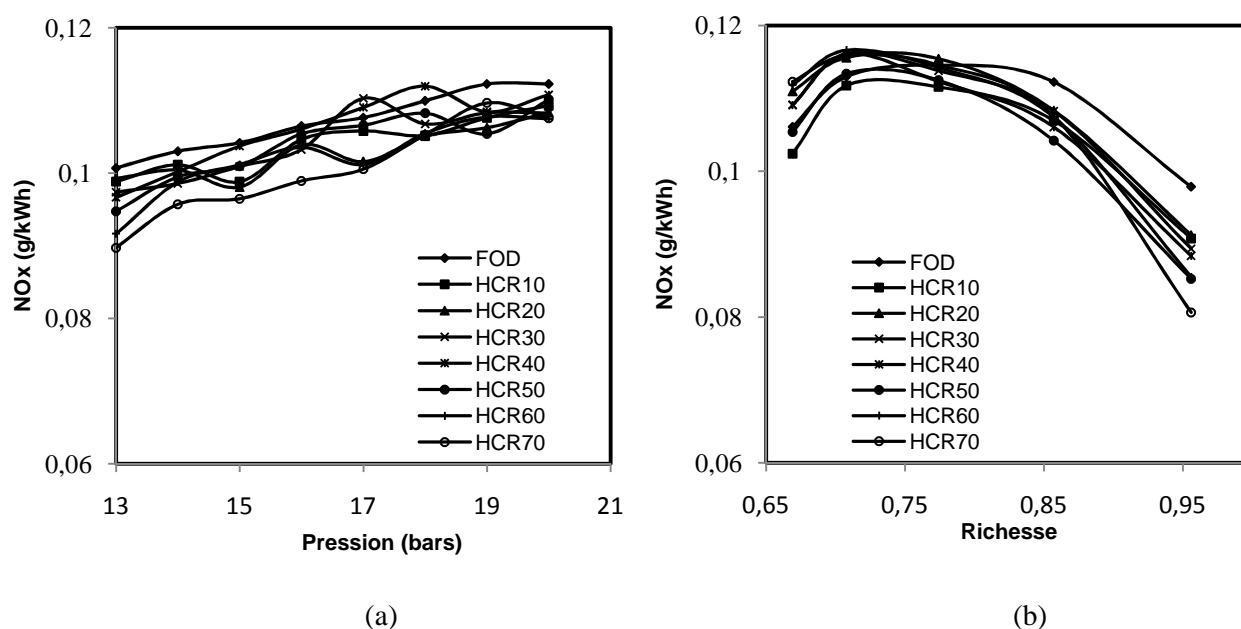 0,12
0,1
0,08
0,06
NOx (g/kWh)
FOD
HCR10
HCR20
HCR30
HCR40
HCR50
HCR60
HCR70
13
15
17
19
21
Pression (bars)
(a)
0,12
0,1
0,08
0,06
NOx (g/kWh)
FOD
HCR10
HCR20
HCR30
HCR40
HCR50
HCR60
HCR70
0,65
0,75
0,85
0,95
Richesse
(b)